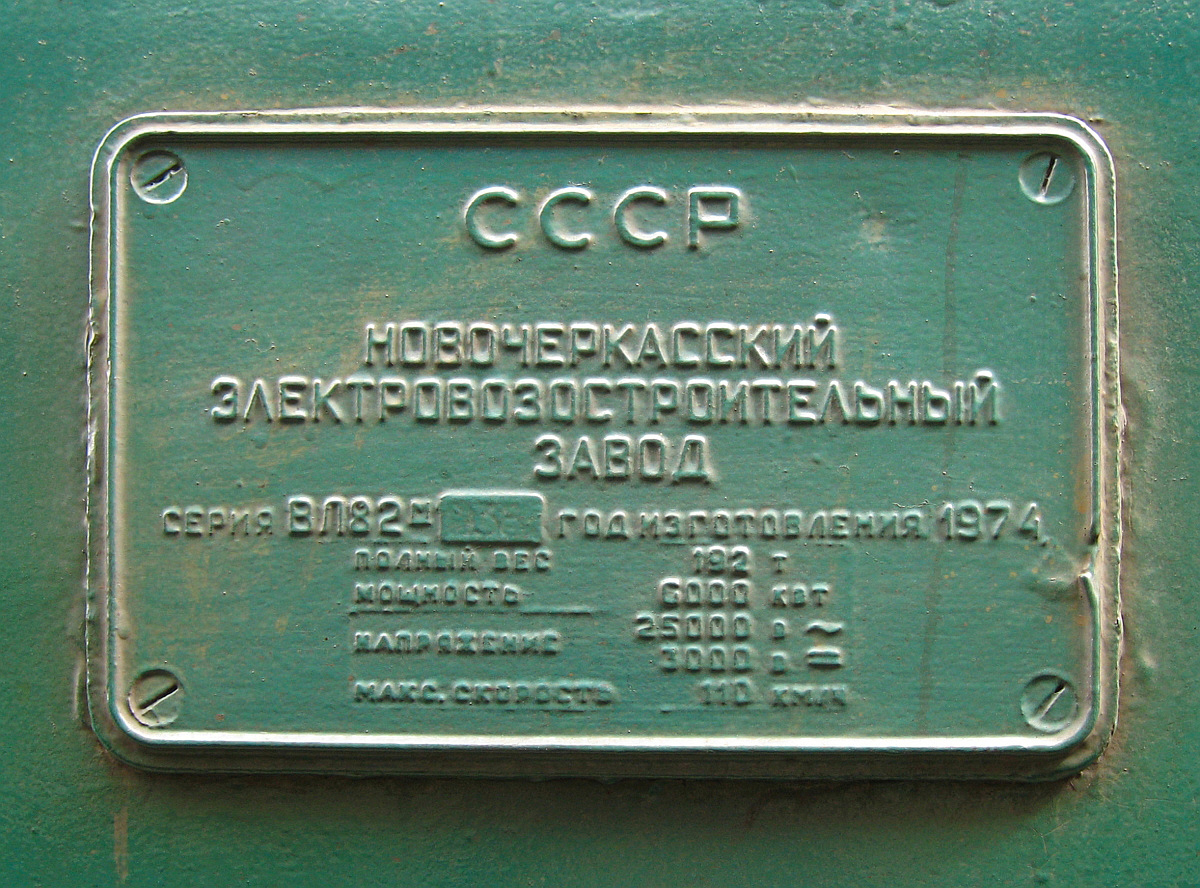 СССР
НОВОЧЕРКАССКИЙ
ЭЛЕКТРОВОЗОСТРОИТЕЛЬНЫЙ
ЗАВОД
СЕРИЯ ВЛ82М ГОД ИЗГОТОВЛЕНИЯ 1974
ПОЛНЫЙ ВЕС 192 Т
МОЩНОСТЬ 6000 КВТ
НАПРЯЖЕНИЕ 25000 В ~
3000 В =
МАКС. СКОРОСТЬ 110 КМ/Ч